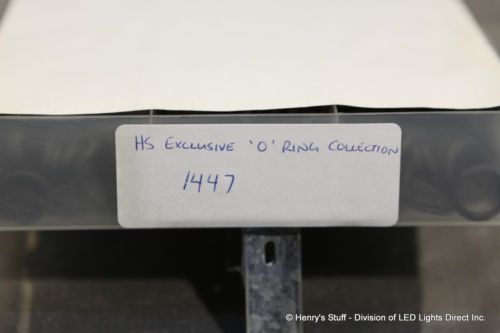 HS EXCLUSIVE 'O' RING COLLECTION
1447
© Henry's Stuff - Division of LED Lights Direct Inc.